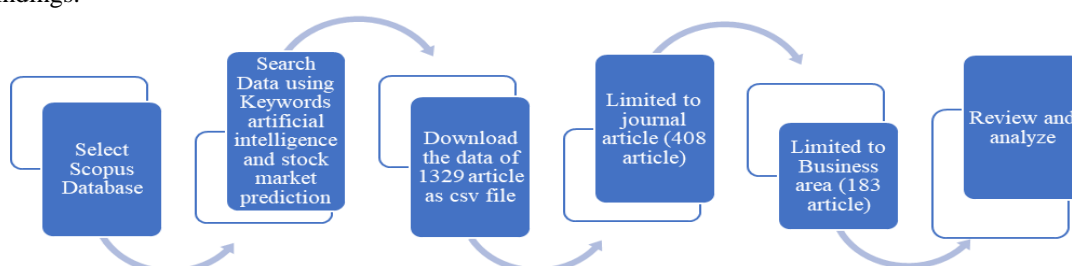 Select
Scopus
Database
Search
Data using
Keywords
artificial
intelligence
and stock
market
prediction
Download
the data of
1329 article
as csv file
Limited to
journal
article (408
article)
Limited to
Business
area (183
article)
Review and
analyze